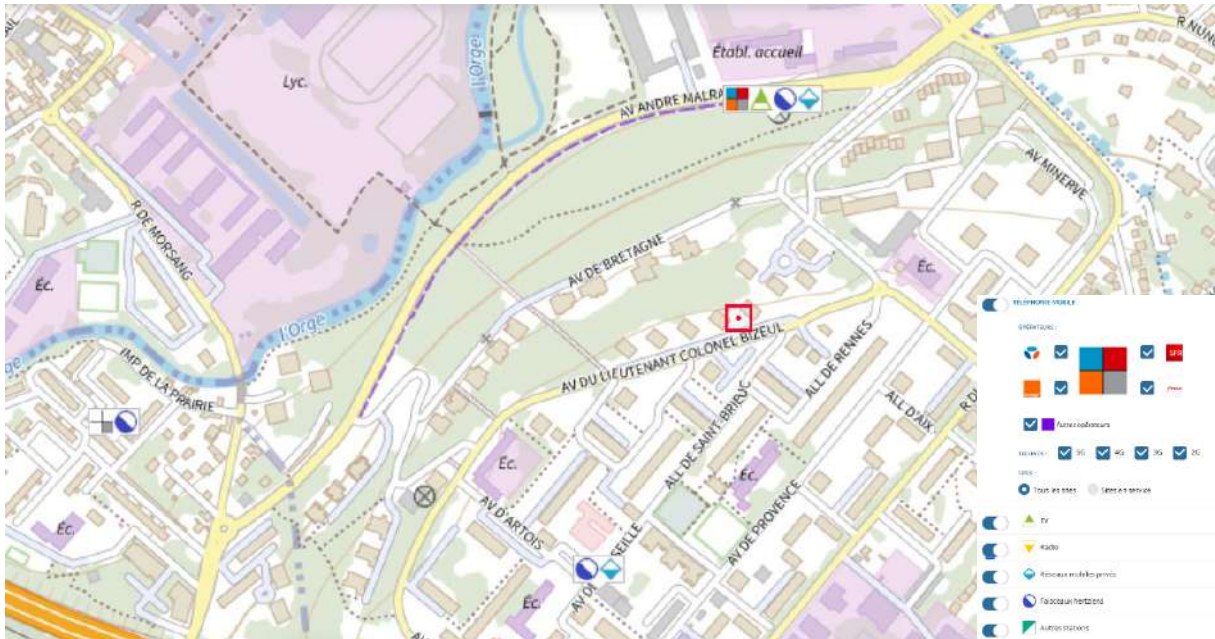 l'Orge
R NUN
Établ. accueil
Lyc.
AV ANDRE MALRA
AV MINERVE
R DE MORSANG
AV DE BRETAGNE
Éc.
Éc.
l'Orge
TÉLÉPHONIE MOBILE
AV DU LIEUTENANT COLONEL BIZEUL
OPÉRATEURS :
SFR
IMP DE LA PRAIRIE
ALL DE RENNES
ALL D'AIX
ALL DE SAINT-BRIEUC
free
Autres opérateurs
Éc.
Éc.
5G 4G 3G 2G
AV D'ARTOIS
AV DE PROVENCE
Tous les sites Sites en service
Éc.
TV
Radio
Réseaux mobiles privés
Éc.
Faisceaux hertziens
Autres stations